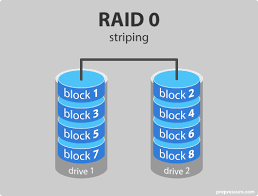 RAID 0
striping
block 1
block 2
block 3
block 4
block 5
block 6
block 7
block 8
drive 1
drive 2